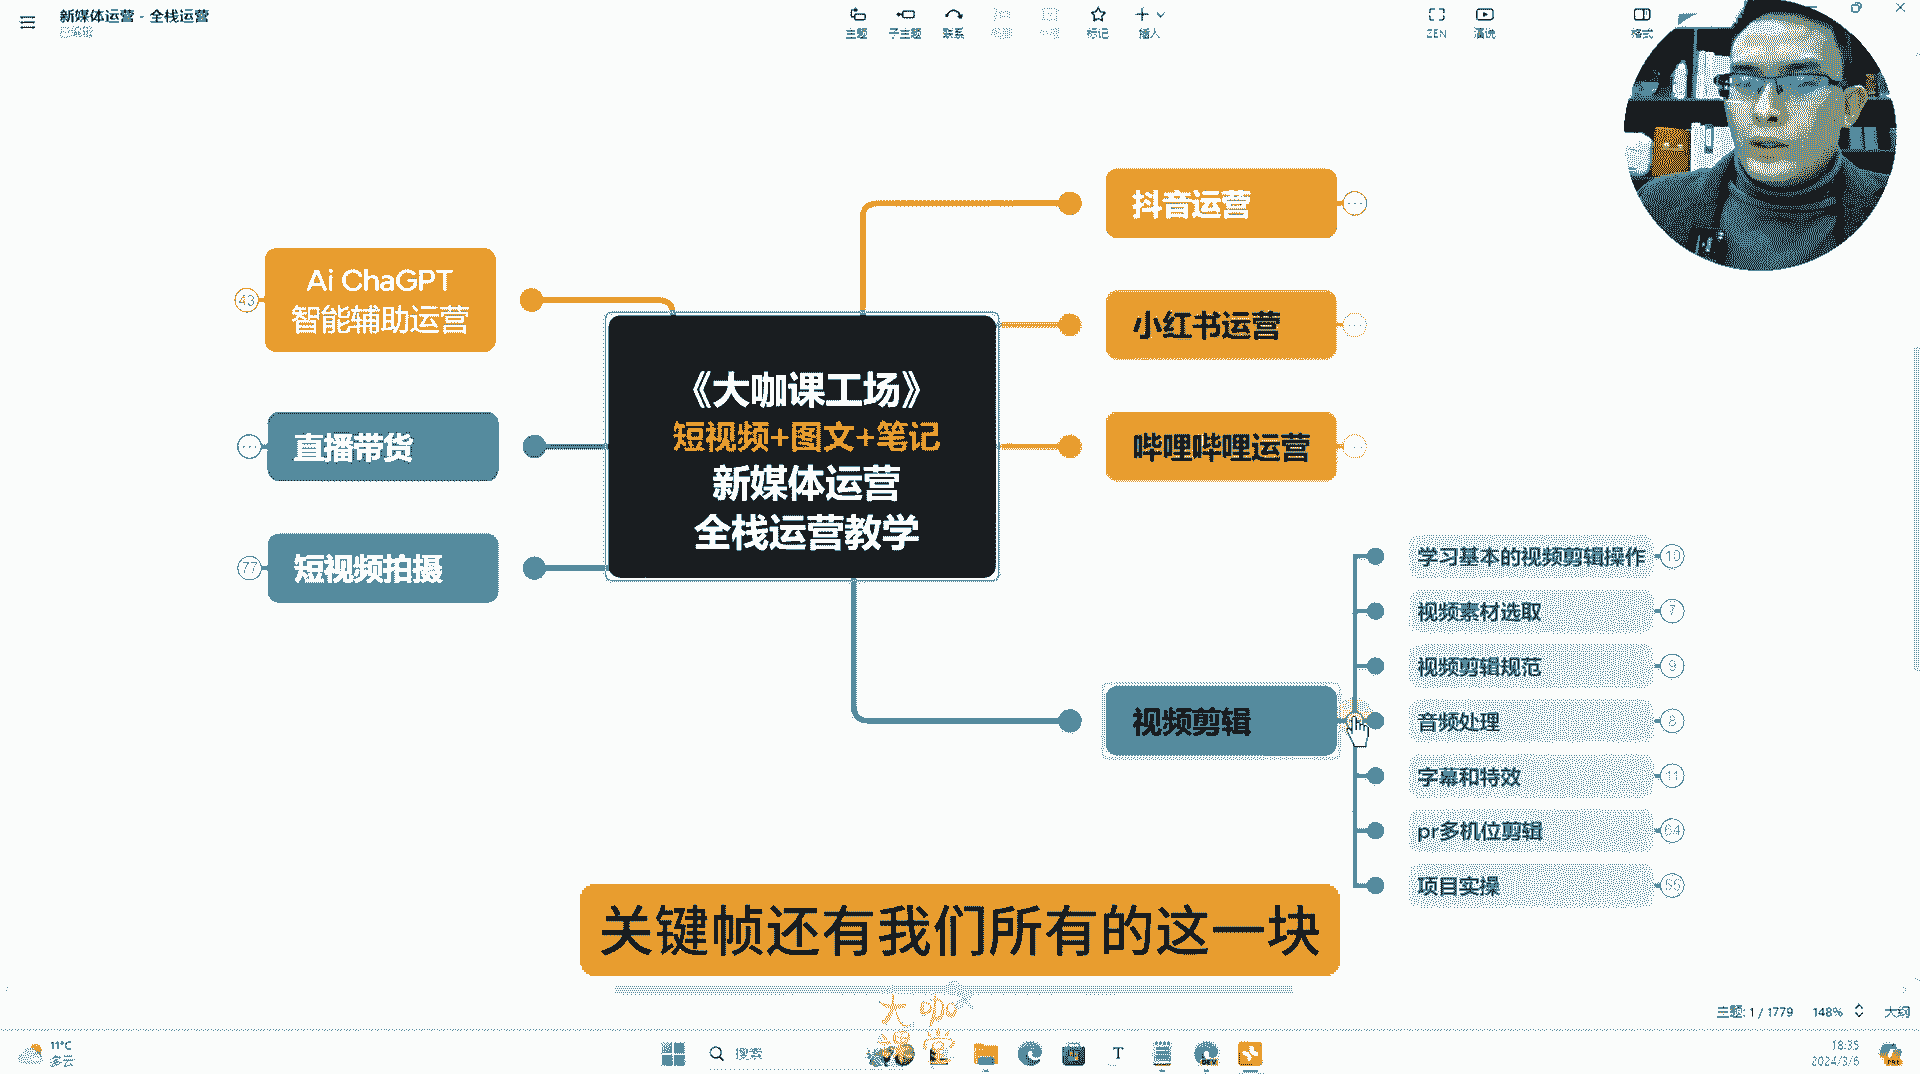 新媒体运营 - 全栈运营
已编辑
主题
子主题
联系
标记
插入
ZEN
演说
格式
Ai ChaGPT
智能辅助运营
43
直播带货
短视频拍摄
77
《大咖课工场》
短视频+图文+笔记
新媒体运营
全栈运营教学
抖音运营
小红书运营
哔哩哔哩运营
视频剪辑
学习基本的视频剪辑操作
10
视频素材选取
7
视频剪辑规范
9
音频处理
8
字幕和特效
11
pr多机位剪辑
64
项目实操
关键帧还有我们所有的这一块
大咖
课堂
主题: 1 / 1779
148%
大纲
11°C
多云
搜索
18:35
2024/3/6